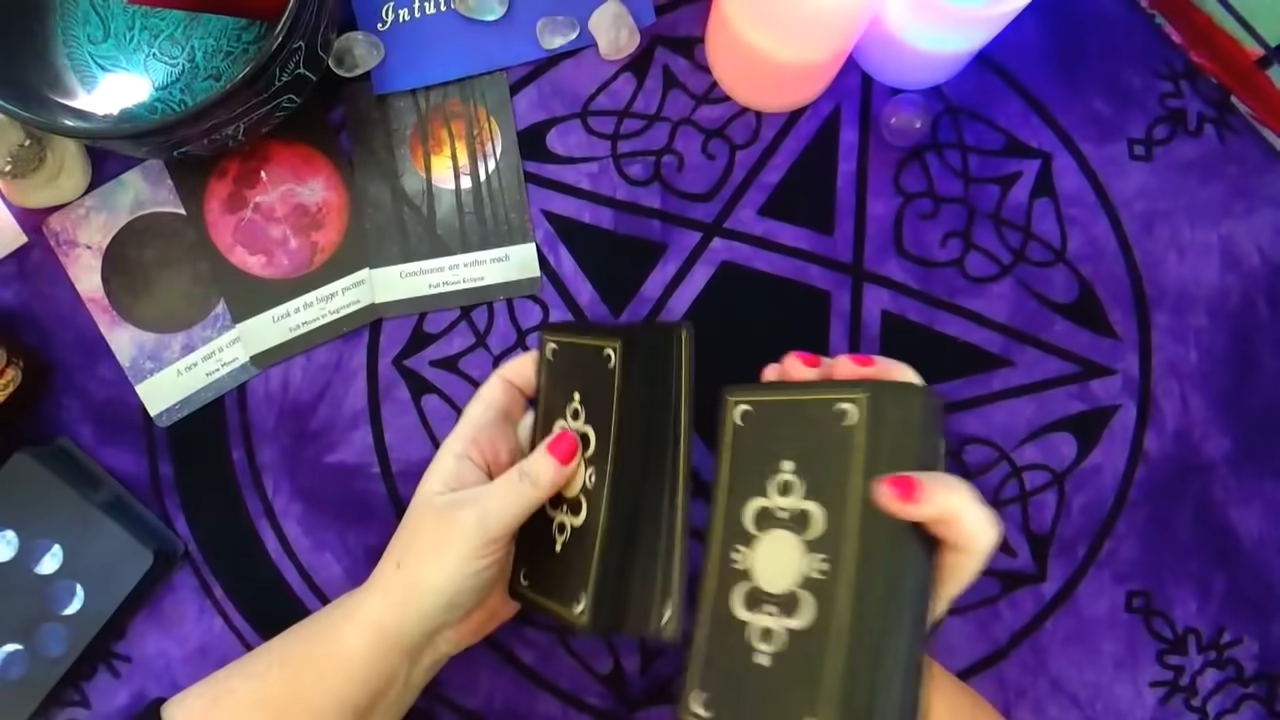 Intui
A new start is com
New Moon
Look at the bigger picture
Full Moon in Sagittarius
Conclusions are within reach
Full Moon Eclipse